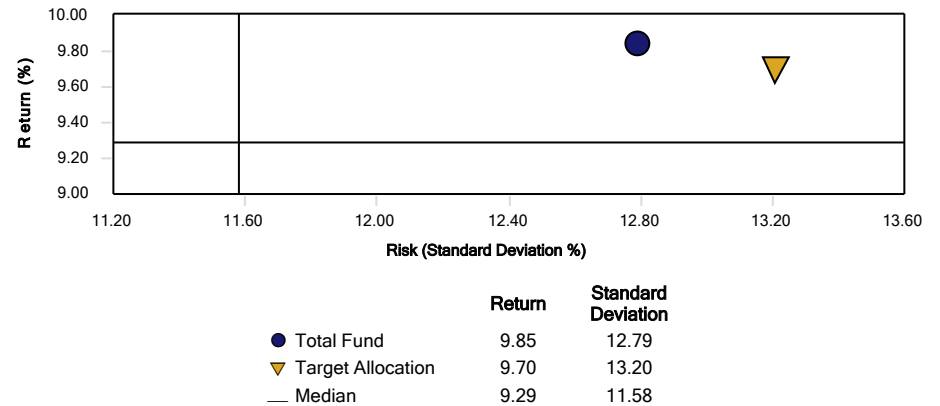 10.00
9.80
9.60
9.40
9.20
9.00
Return (%)
11.20 11.60 12.00 12.40 12.80 13.20 13.60
Risk (Standard Deviation %)
Return Standard Deviation
Total Fund 9.85 12.79
Target Allocation 9.70 13.20
Median 9.29 11.58